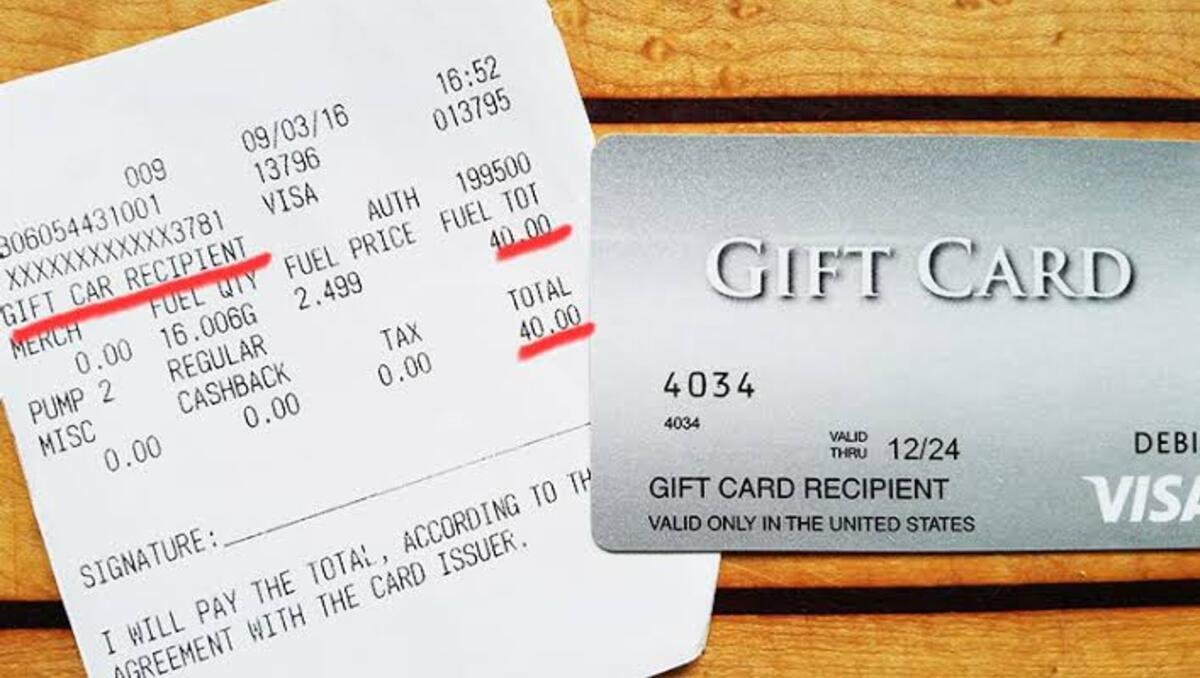 16:52
009 09/03/16 013795
306054431001 13796
XXXXXXXXXXXX3781 VISA AUTH 199500
GIFT CAR RECIPIENT
MERCH FUEL QTY FUEL PRICE FUEL TOT
0.00 16.006G 2.499 40.00
PUMP 2 REGULAR TOTAL
MISC CASHBACK TAX 40.00
0.00 0.00 0.00
SIGNATURE:
I WILL PAY THE TOTAL, ACCORDING TO
AGREEMENT WITH THE CARD ISSUER.
GIFT CARD
4034
4034
VALID THRU 12/24
DEBI
GIFT CARD RECIPIENT
VALID ONLY IN THE UNITED STATES
VISA